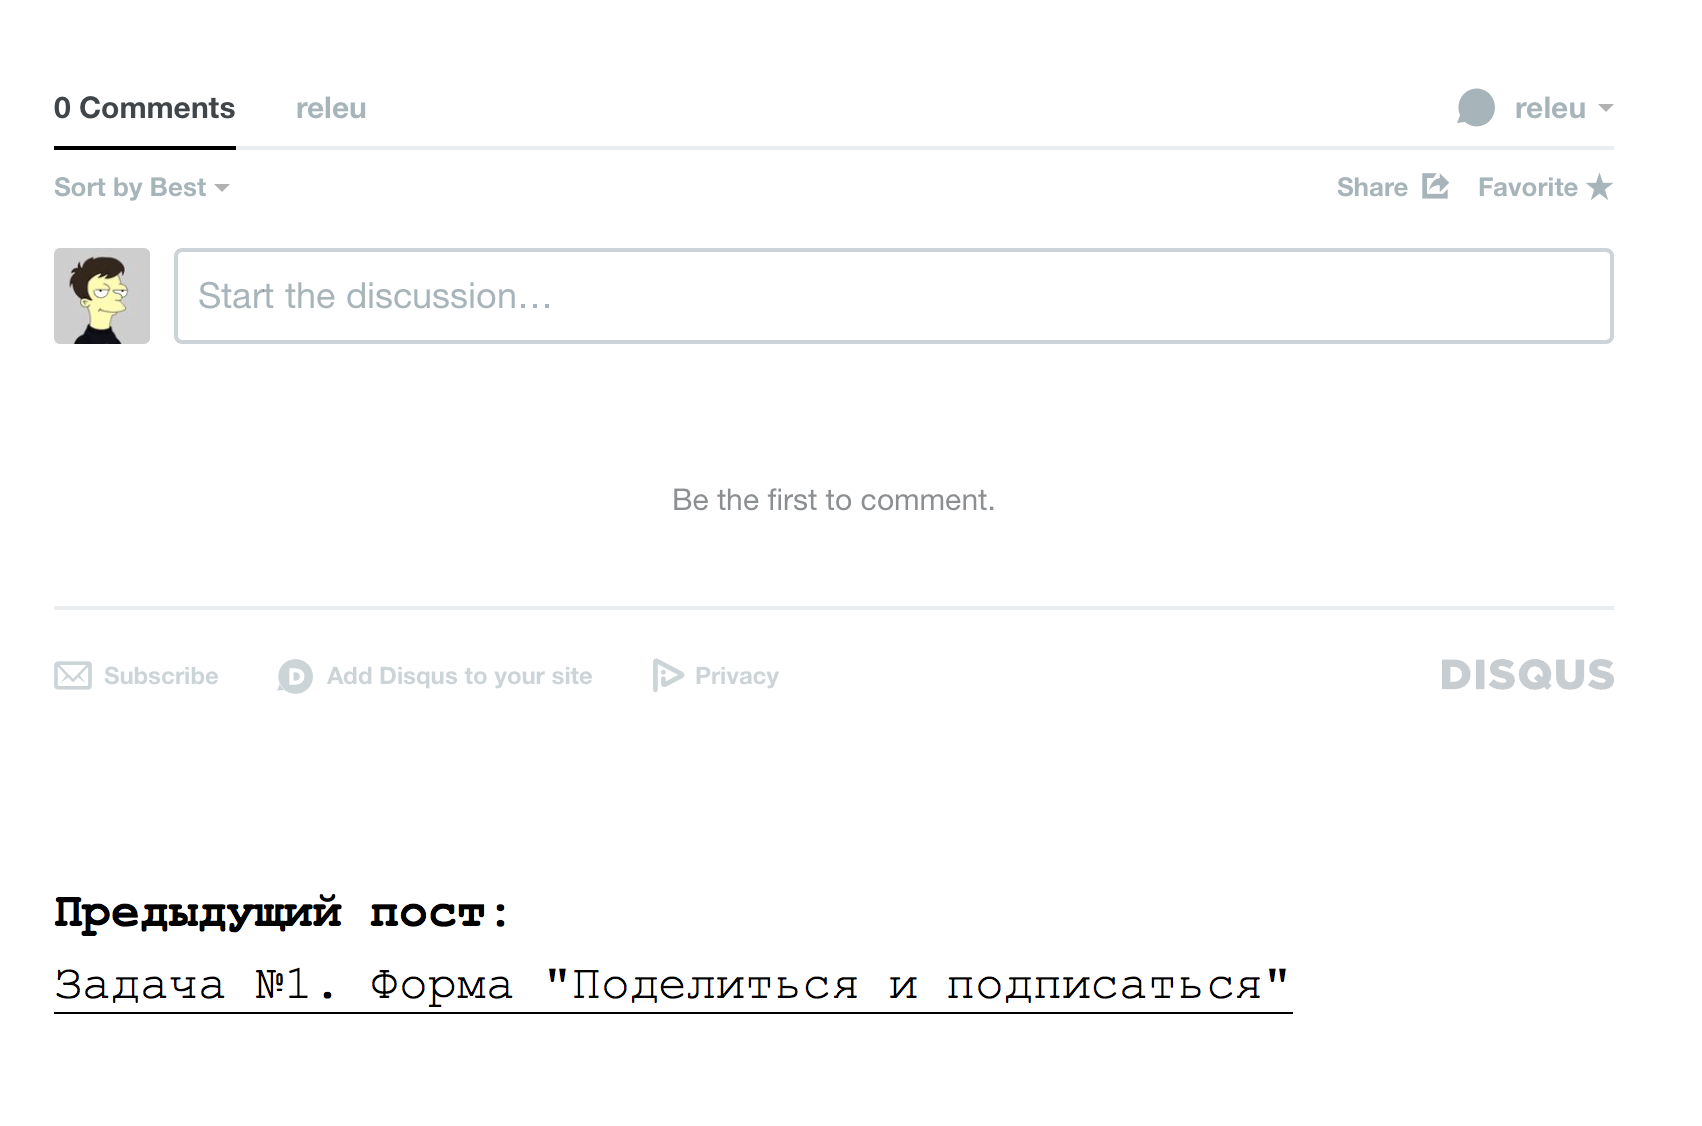 0 Comments releu releu
Sort by Best Share Favorite
Start the discussion...
Be the first to comment.
Subscribe Add Disqus to your site Privacy DISQUS
Предыдущий пост:
Задача №1. Форма "Поделиться и подписаться"